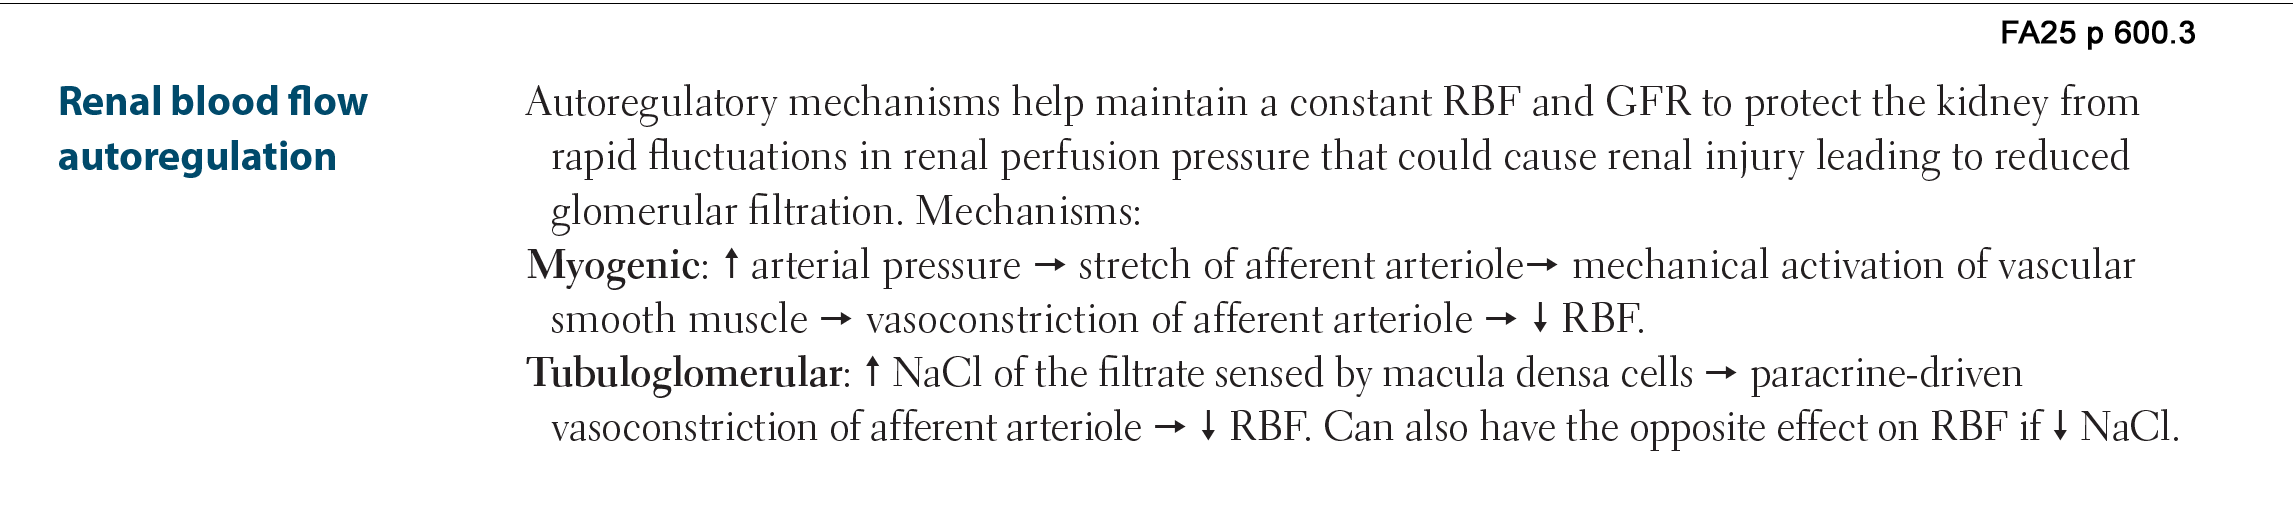 FA25 p 600.3
Renal blood flow
autoregulation
Autoregulatory mechanisms help maintain a constant RBF and GFR to protect the kidney from
rapid fluctuations in renal perfusion pressure that could cause renal injury leading to reduced
glomerular filtration. Mechanisms:
Myogenic: ↑ arterial pressure → stretch of afferent arteriole→ mechanical activation of vascular
smooth muscle → vasoconstriction of afferent arteriole → ↓ RBF.
Tubuloglomerular: ↑ NaCl of the filtrate sensed by macula densa cells → paracrine-driven
vasoconstriction of afferent arteriole → ↓ RBF. Can also have the opposite effect on RBF if ↓ NaCl.